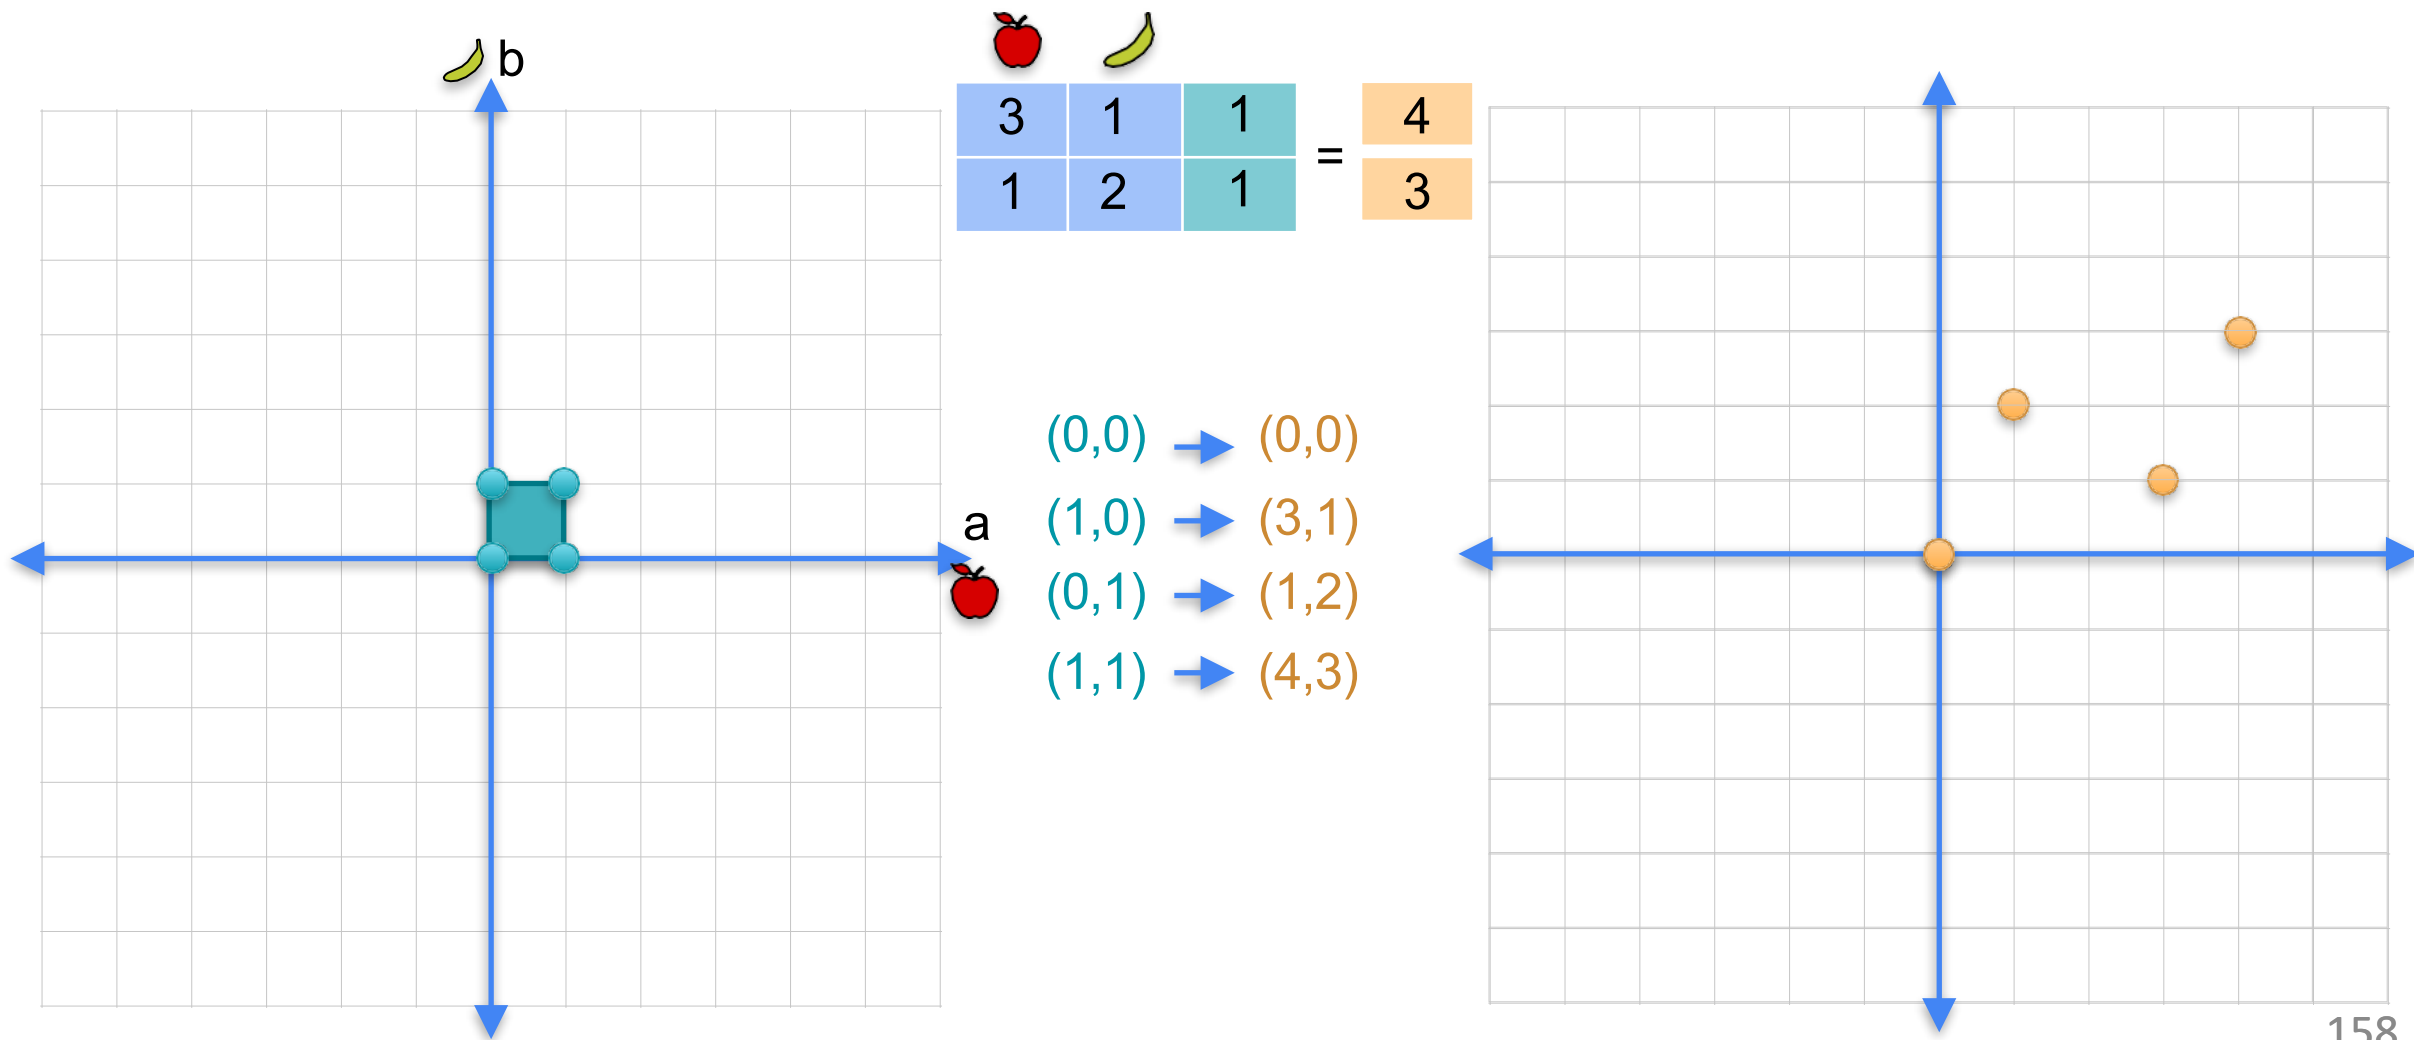 b
3 1 1 = 4
1 2 1 3
(0,0) (0,0)
a
(1,0) (3,1)
(0,1) (1,2)
(1,1) (4,3)
158